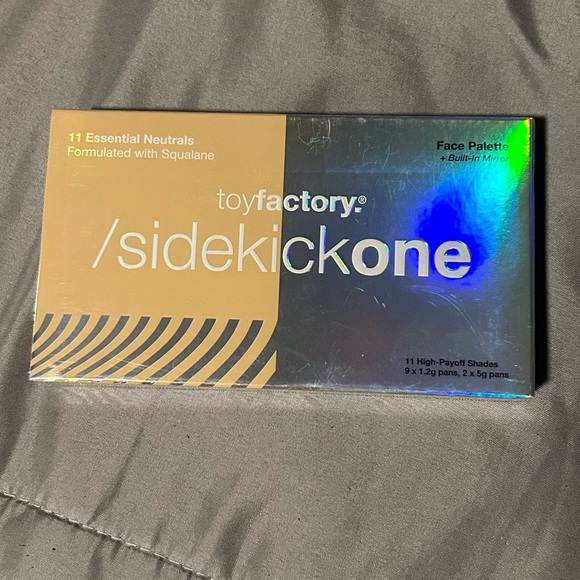 11 Essential Neutrals
Formulated with Squalane
Face Palette
+ Built-In Mirror
toyfactory:®
/sidekickone
11 High-Payoff Shades
9 x 1.2g pans, 2 x 5g pans